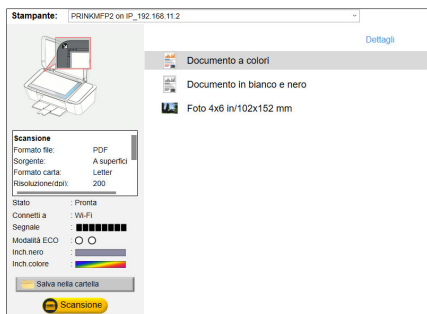 Stampante: PRINKMFP2 on IP_192.168.11.2
Dettagli
Documento a colori
Documento in bianco e nero
Foto 4x6 in/102x152 mm
Scansione
Formato file: PDF
Sorgente: A superfici
Formato carta: Letter
Risoluzione(dpi): 200
Stato : Pronta
Connetti a : Wi-Fi
Segnale :
Modalità ECO :
Inch.nero :
Inch.colore :
Salva nella cartella
Scansione